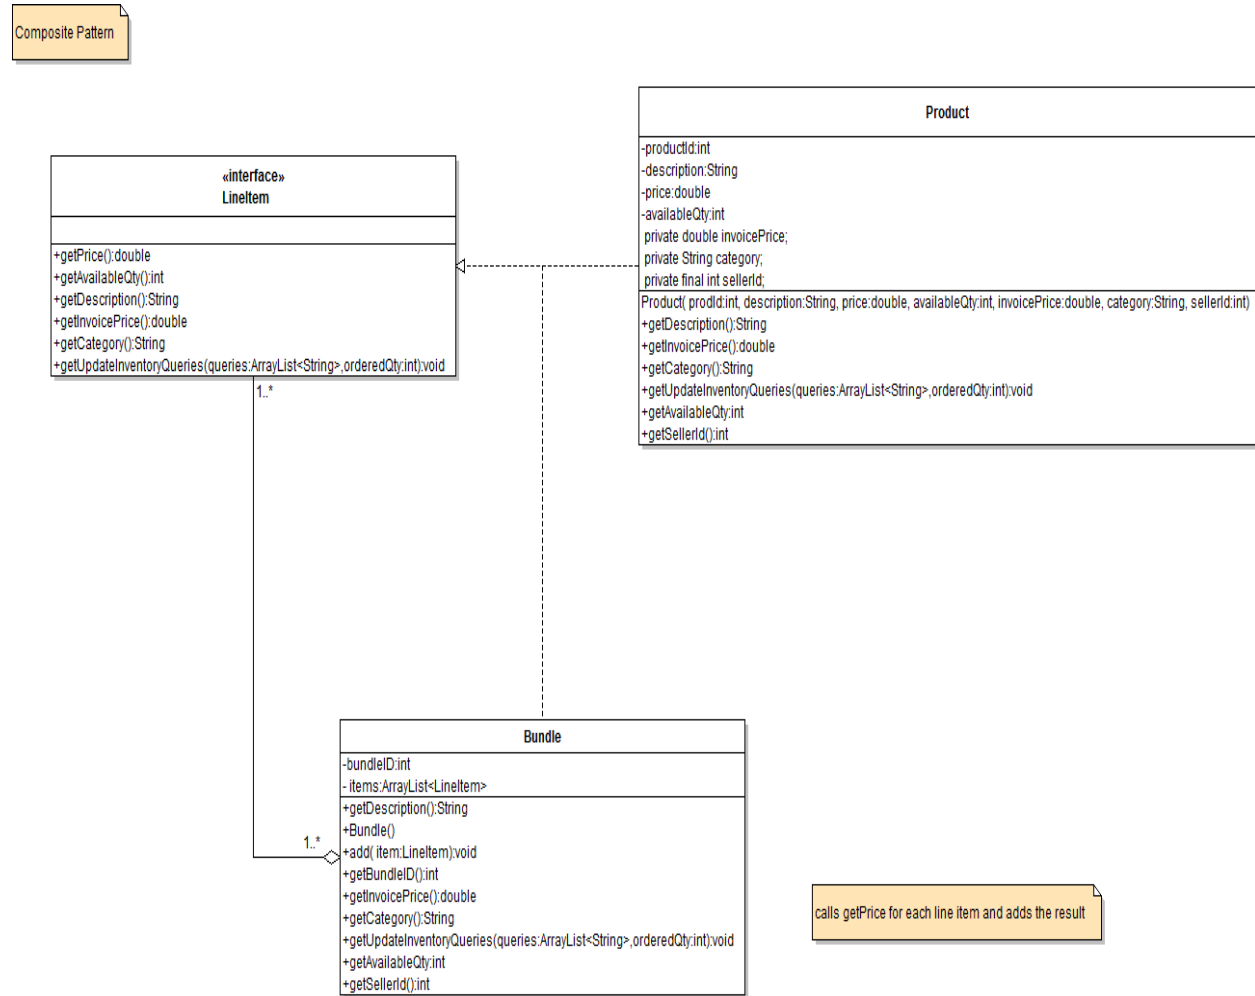 Composite Pattern
«interface»
LineItem
+getPrice():double
+getAvailableQty():int
+getDescription():String
+getInvoicePrice():double
+getCategory():String
+getUpdateInventoryQueries(queries:ArrayList<String>,orderedQty:int):void
1..*
Product
-productId:int
-description:String
-price:double
-availableQty:int
private double invoicePrice;
private String category;
private final int sellerId;
Product( prodId:int, description:String, price:double, availableQty:int, invoicePrice:double, category:String, sellerId:int)
+getDescription():String
+getInvoicePrice():double
+getCategory():String
+getUpdateInventoryQueries(queries:ArrayList<String>,orderedQty:int):void
+getAvailableQty:int
+getSellerId():int
1..*
Bundle
-bundleID:int
- items:ArrayList<LineItem>
+getDescription():String
+Bundle()
+add( item:LineItem):void
+getBundleID():int
+getInvoicePrice():double
+getCategory():String
+getUpdateInventoryQueries(queries:ArrayList<String>,orderedQty:int):void
+getAvailableQty:int
+getSellerId():int
calls getPrice for each line item and adds the result